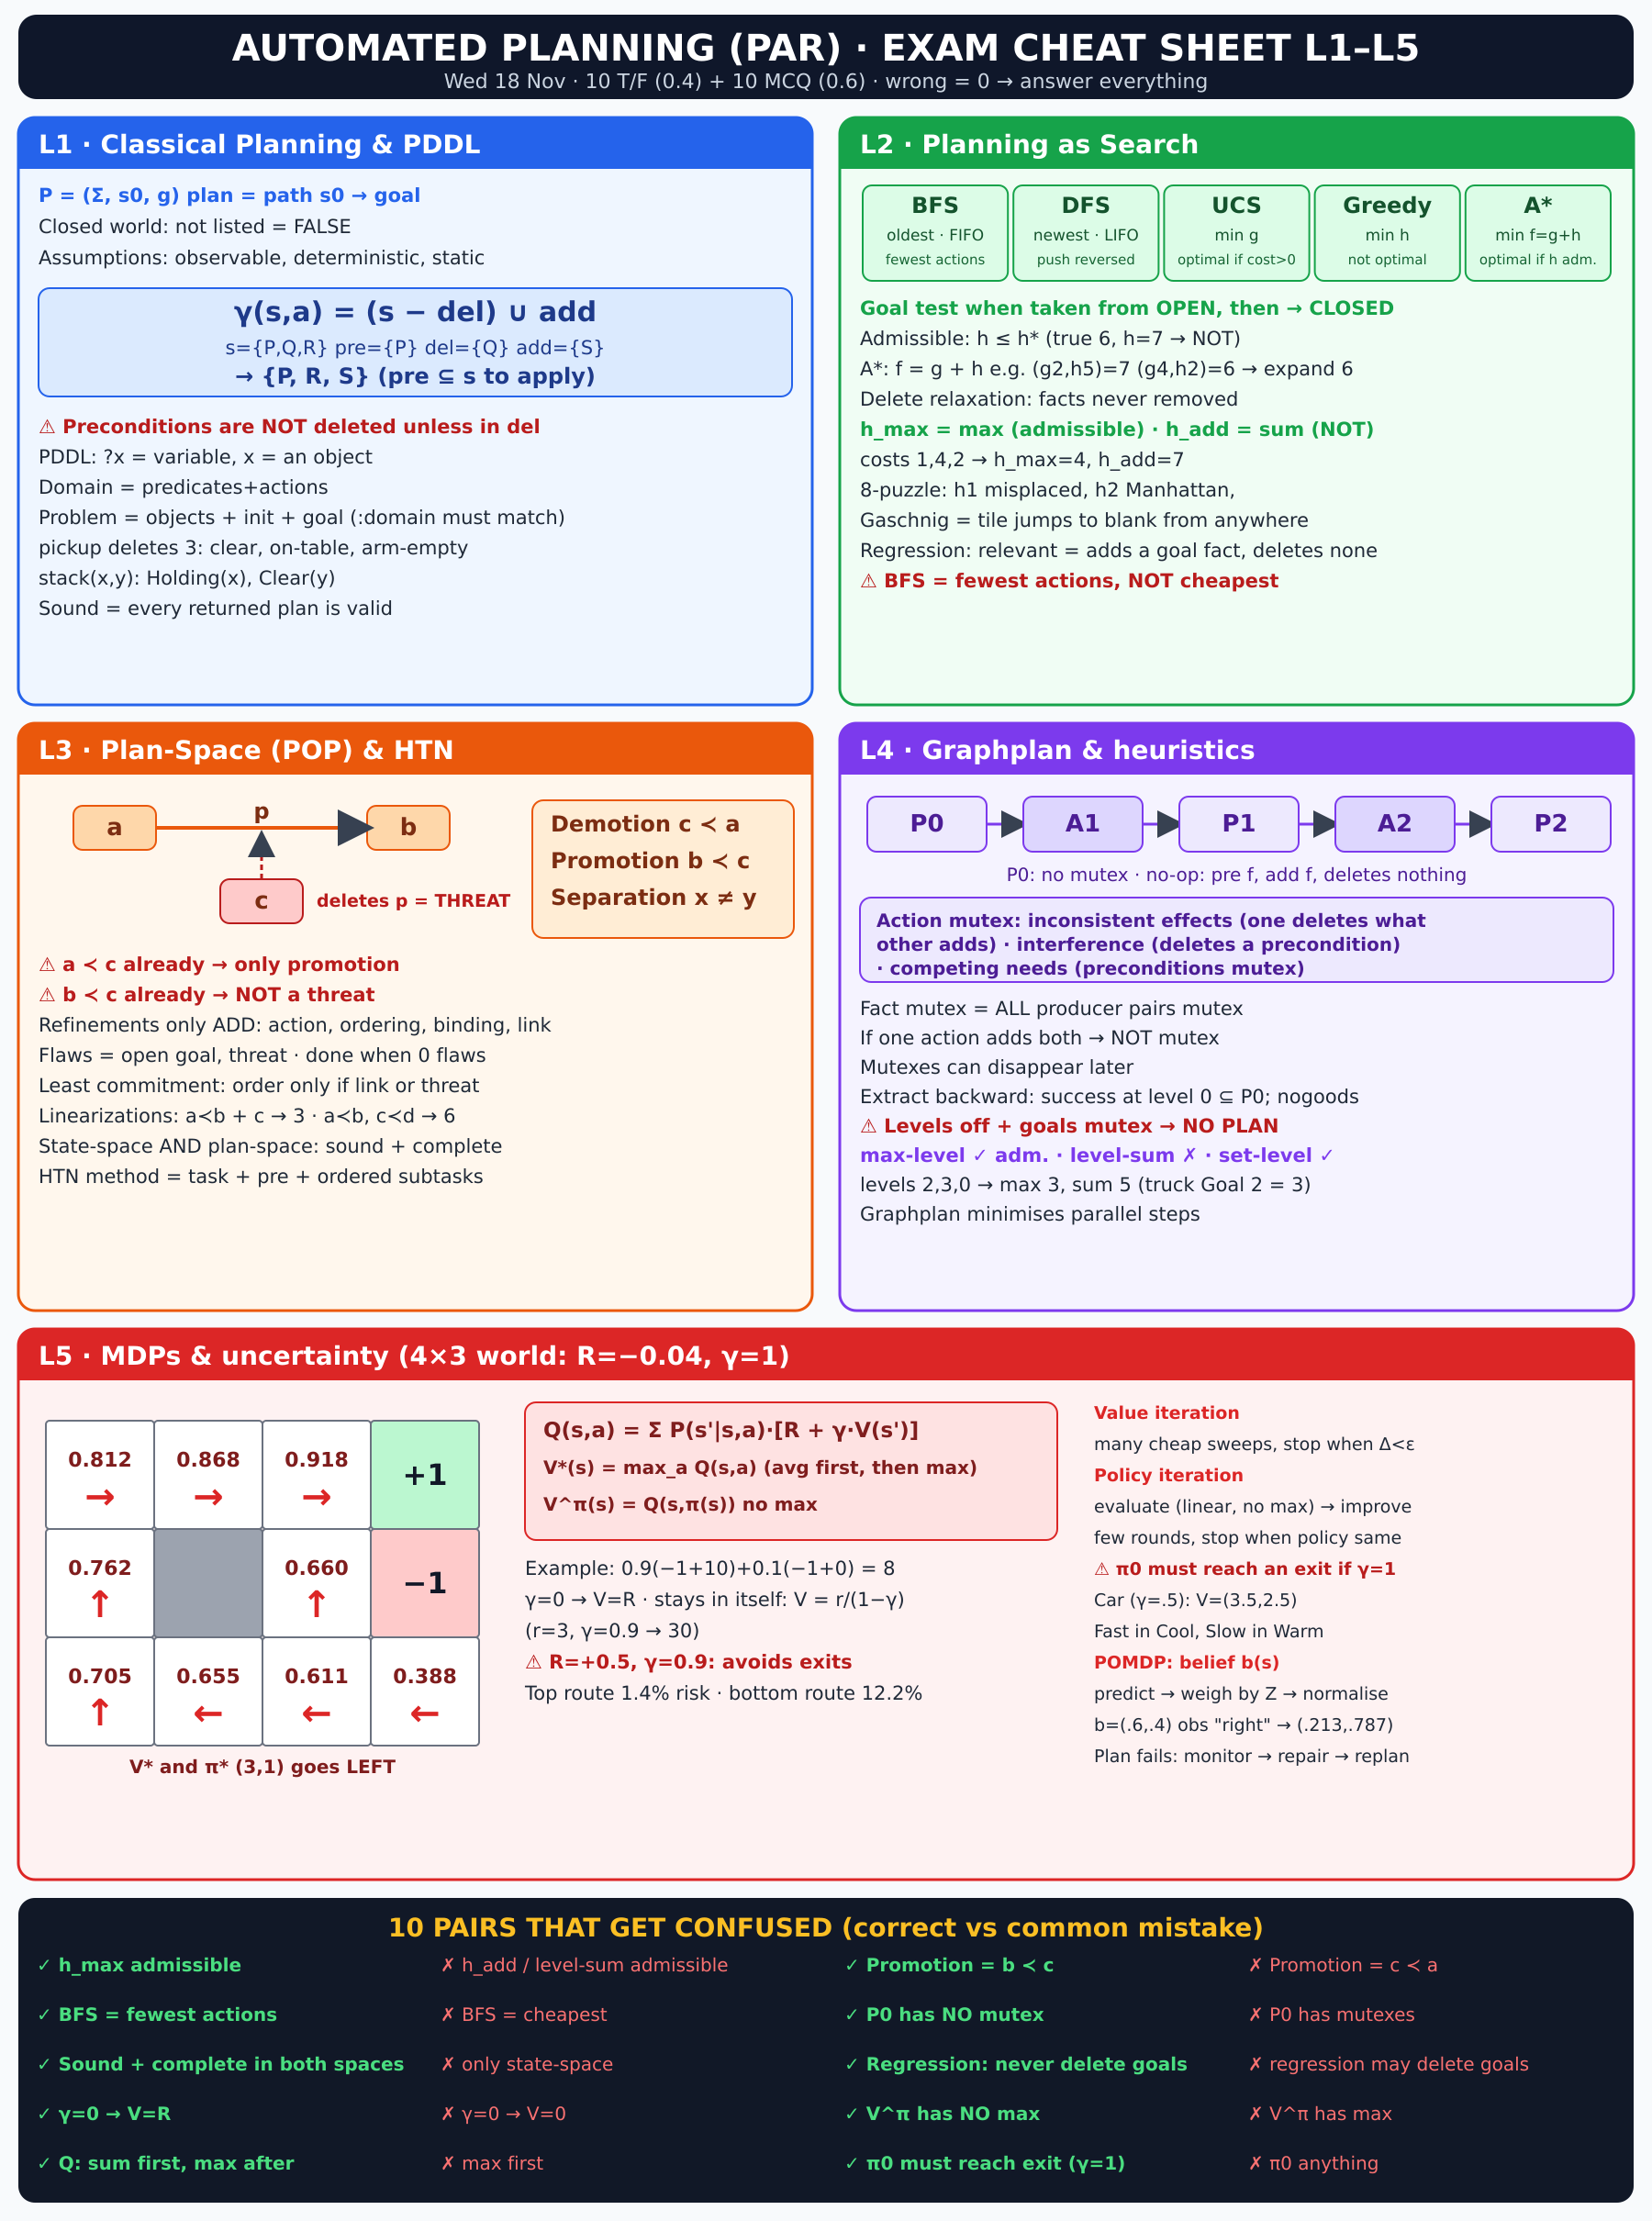 AUTOMATED PLANNING (PAR) · EXAM CHEAT SHEET L1–L5
Wed 18 Nov · 10 T/F (0.4) + 10 MCQ (0.6) · wrong = 0 → answer everything
L1 · Classical Planning & PDDL
P = (Σ, s0, g) plan = path s0 → goal
Closed world: not listed = FALSE
Assumptions: observable, deterministic, static
γ(s,a) = (s − del) ∪ add
s={P,Q,R} pre={P} del={Q} add={S}
→ {P, R, S} (pre ⊆ s to apply)
⚠ Preconditions are NOT deleted unless in del
PDDL: ?x = variable, x = an object
Domain = predicates+actions
Problem = objects + init + goal (:domain must match)
pickup deletes 3: clear, on-table, arm-empty
stack(x,y): Holding(x), Clear(y)
Sound = every returned plan is valid
L2 · Planning as Search
BFS
oldest · FIFO
fewest actions
DFS
newest · LIFO
push reversed
UCS
min g
optimal if cost>0
Greedy
min h
not optimal
A*
min f=g+h
optimal if h adm.
Goal test when taken from OPEN, then → CLOSED
Admissible: h ≤ h* (true 6, h=7 → NOT)
A*: f = g + h e.g. (g2,h5)=7 (g4,h2)=6 → expand 6
Delete relaxation: facts never removed
h_max = max (admissible) · h_add = sum (NOT)
costs 1,4,2 → h_max=4, h_add=7
8-puzzle: h1 misplaced, h2 Manhattan,
Gaschnig = tile jumps to blank from anywhere
Regression: relevant = adds a goal fact, deletes none
⚠ BFS = fewest actions, NOT cheapest
L3 · Plan-Space (POP) & HTN
a
p
b
c
deletes p = THREAT
Demotion c ≺ a
Promotion b ≺ c
Separation x ≠ y
⚠ a ≺ c already → only promotion
⚠ b ≺ c already → NOT a threat
Refinements only ADD: action, ordering, binding, link
Flaws = open goal, threat · done when 0 flaws
Least commitment: order only if link or threat
Linearizations: a≺b + c → 3 · a≺b, c≺d → 6
State-space AND plan-space: sound + complete
HTN method = task + pre + ordered subtasks
L4 · Graphplan & heuristics
P0
A1
P1
A2
P2
P0: no mutex · no-op: pre f, add f, deletes nothing
Action mutex: inconsistent effects (one deletes what
other adds) · interference (deletes a precondition)
· competing needs (preconditions mutex)
Fact mutex = ALL producer pairs mutex
If one action adds both → NOT mutex
Mutexes can disappear later
Extract backward: success at level 0 ⊆ P0; nogoods
⚠ Levels off + goals mutex → NO PLAN
max-level ✓ adm. · level-sum ✗ · set-level ✓
levels 2,3,0 → max 3, sum 5 (truck Goal 2 = 3)
Graphplan minimises parallel steps
L5 · MDPs & uncertainty (4×3 world: R=−0.04, γ=1)
0.812
0.868
0.918
+1
→
→
→
0.762
0.660
−1
↑
↑
0.705
0.655
0.611
0.388
↑
←
←
←
V* and π* (3,1) goes LEFT
Q(s,a) = Σ P(s'|s,a)·[R + γ·V(s')]
V*(s) = max_a Q(s,a) (avg first, then max)
V^π(s) = Q(s,π(s)) no max
Example: 0.9(−1+10)+0.1(−1+0) = 8
γ=0 → V=R · stays in itself: V = r/(1−γ)
(r=3, γ=0.9 → 30)
⚠ R=+0.5, γ=0.9: avoids exits
Top route 1.4% risk · bottom route 12.2%
Value iteration
many cheap sweeps, stop when Δ<ε
Policy iteration
evaluate (linear, no max) → improve
few rounds, stop when policy same
⚠ π0 must reach an exit if γ=1
Car (γ=.5): V=(3.5,2.5)
Fast in Cool, Slow in Warm
POMDP: belief b(s)
predict → weigh by Z → normalise
b=(.6,.4) obs "right" → (.213,.787)
Plan fails: monitor → repair → replan
10 PAIRS THAT GET CONFUSED (correct vs common mistake)
✓ h_max admissible
✗ h_add / level-sum admissible
✓ Promotion = b ≺ c
✗ Promotion = c ≺ a
✓ BFS = fewest actions
✗ BFS = cheapest
✓ P0 has NO mutex
✗ P0 has mutexes
✓ Sound + complete in both spaces
✗ only state-space
✓ Regression: never delete goals
✗ regression may delete goals
✓ γ=0 → V=R
✗ γ=0 → V=0
✓ V^π has NO max
✗ V^π has max
✓ Q: sum first, max after
✗ max first
✓ π0 must reach exit (γ=1)
✗ π0 anything